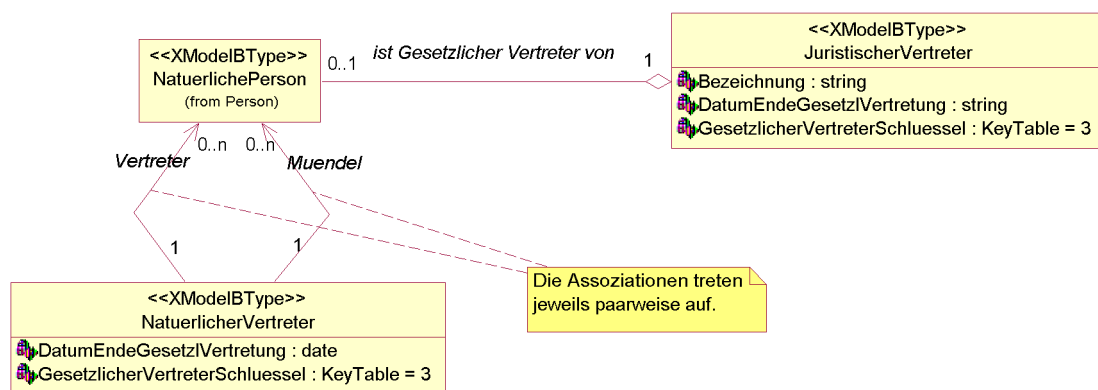 <<XModelBType>>
NatuerlichePerson
(from Person)
0..1
ist Gesetzlicher Vertreter von
1
<<XModelBType>>
JuristischerVertreter
Bezeichnung : string
DatumEndeGesetzlVertretung : string
GesetzlicherVertreterSchluessel : KeyTable = 3
0..n
0..n
Vertreter
Muendel
1
1
Die Assoziationen treten
jeweils paarweise auf.
<<XModelBType>>
NatuerlicherVertreter
DatumEndeGesetzlVertretung : date
GesetzlicherVertreterSchluessel : KeyTable = 3